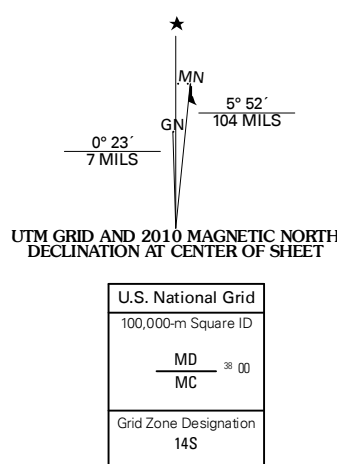 MN
5° 52´
104 MILS
GN
0° 23´
7 MILS
UTM GRID AND 2010 MAGNETIC NORTH
DECLINATION AT CENTER OF SHEET
U.S. National Grid
100,000-m Square ID
MD
38 00
MC
Grid Zone Designation
14S